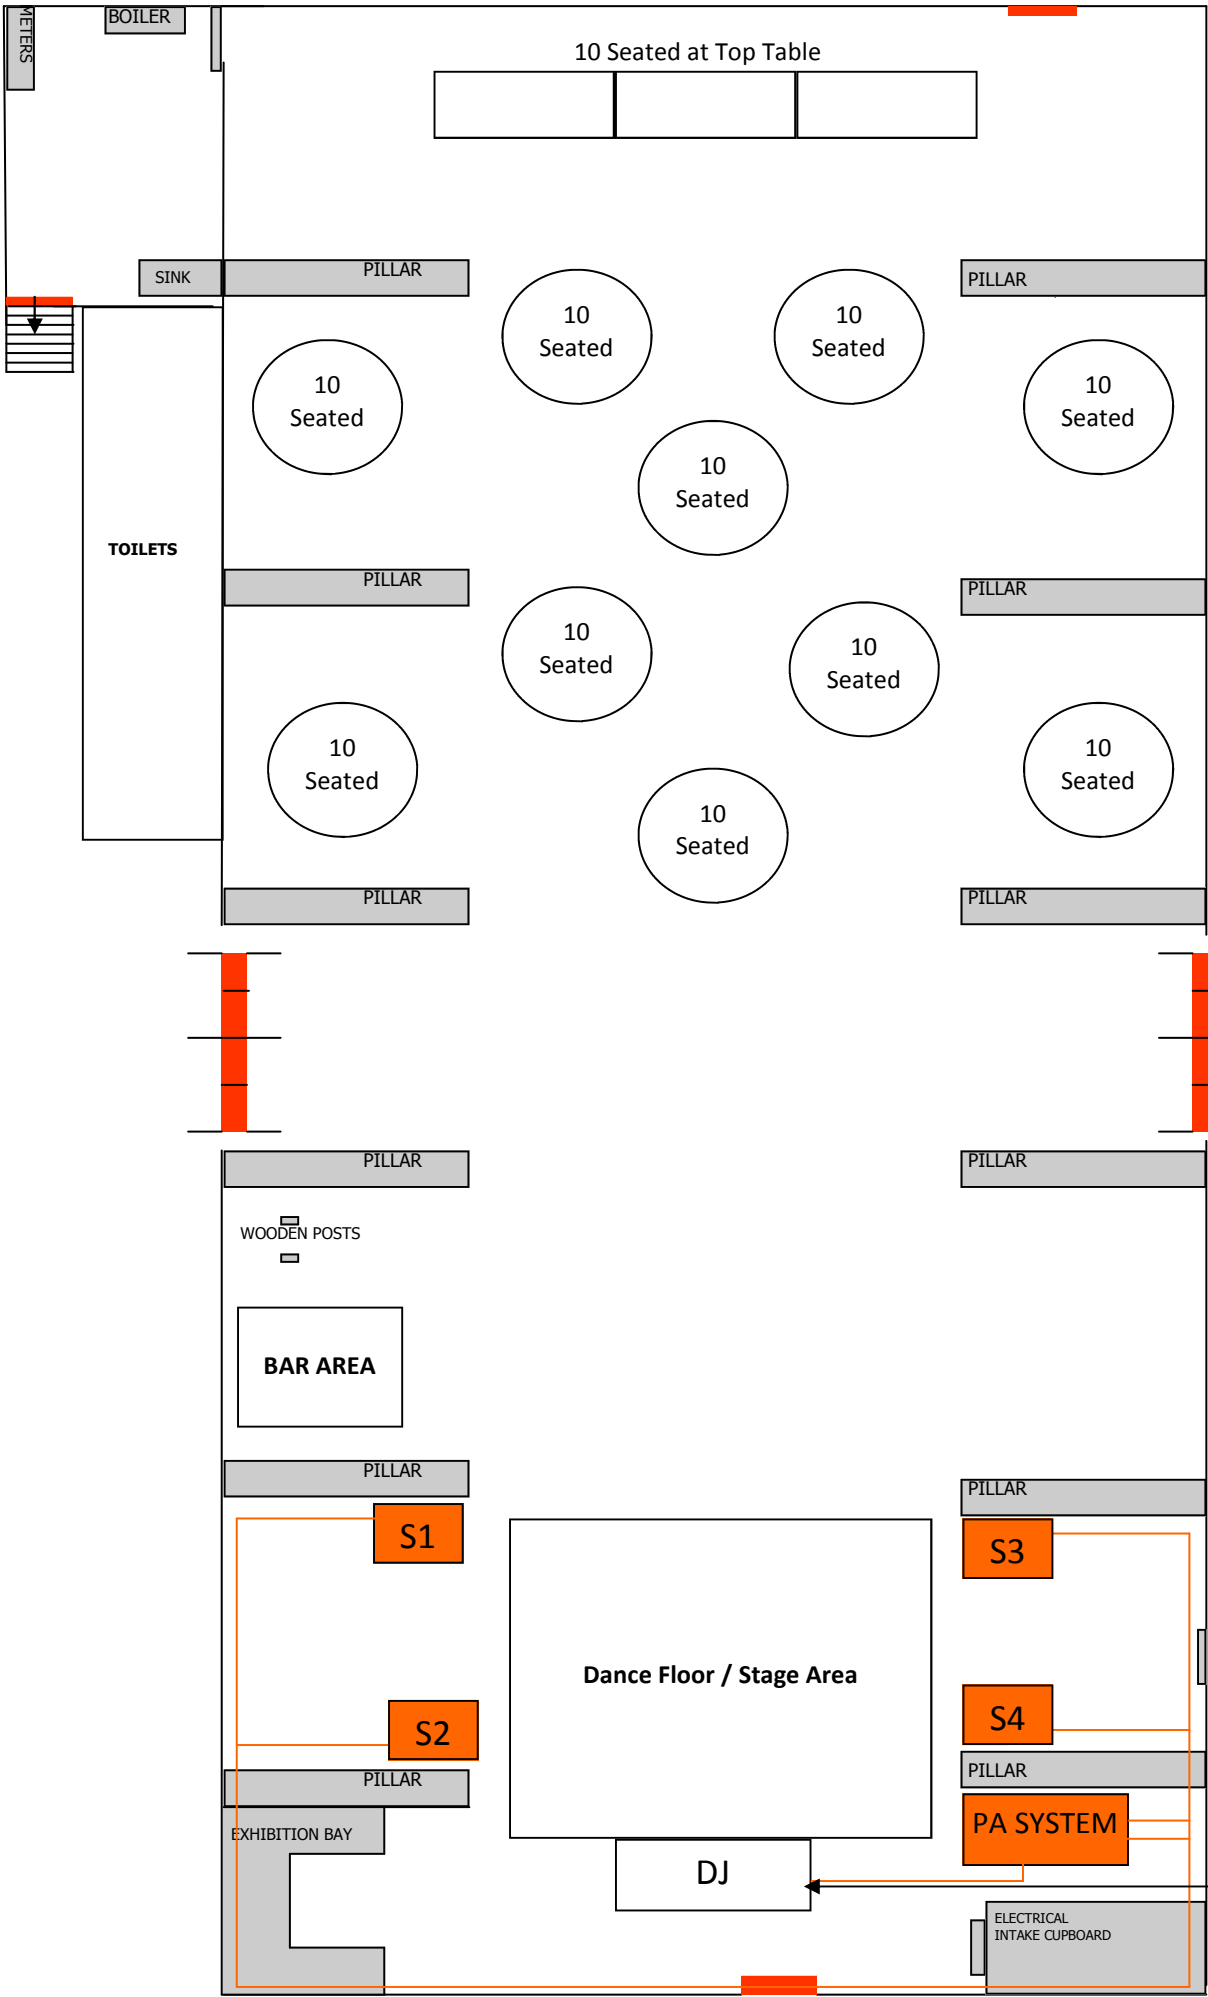 METERS
BOILER
10 Seated at Top Table
SINK
PILLAR
PILLAR
10
Seated
10
Seated
10
Seated
10
Seated
10
Seated
TOILETS
PILLAR
PILLAR
10
Seated
10
Seated
10
Seated
10
Seated
10
Seated
PILLAR
PILLAR
PILLAR
PILLAR
WOODEN POSTS
BAR AREA
PILLAR
PILLAR
S1
S3
Dance Floor / Stage Area
S2
S4
PILLAR
PILLAR
EXHIBITION BAY
PA SYSTEM
DJ
ELECTRICAL
INTAKE CUPBOARD